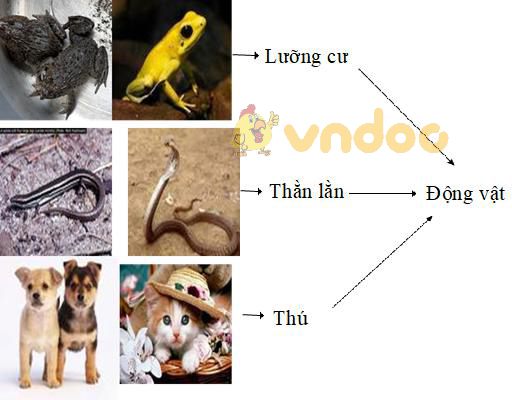 Lưỡng cư
vndoc
Thằn lằn
Động vật
Thú